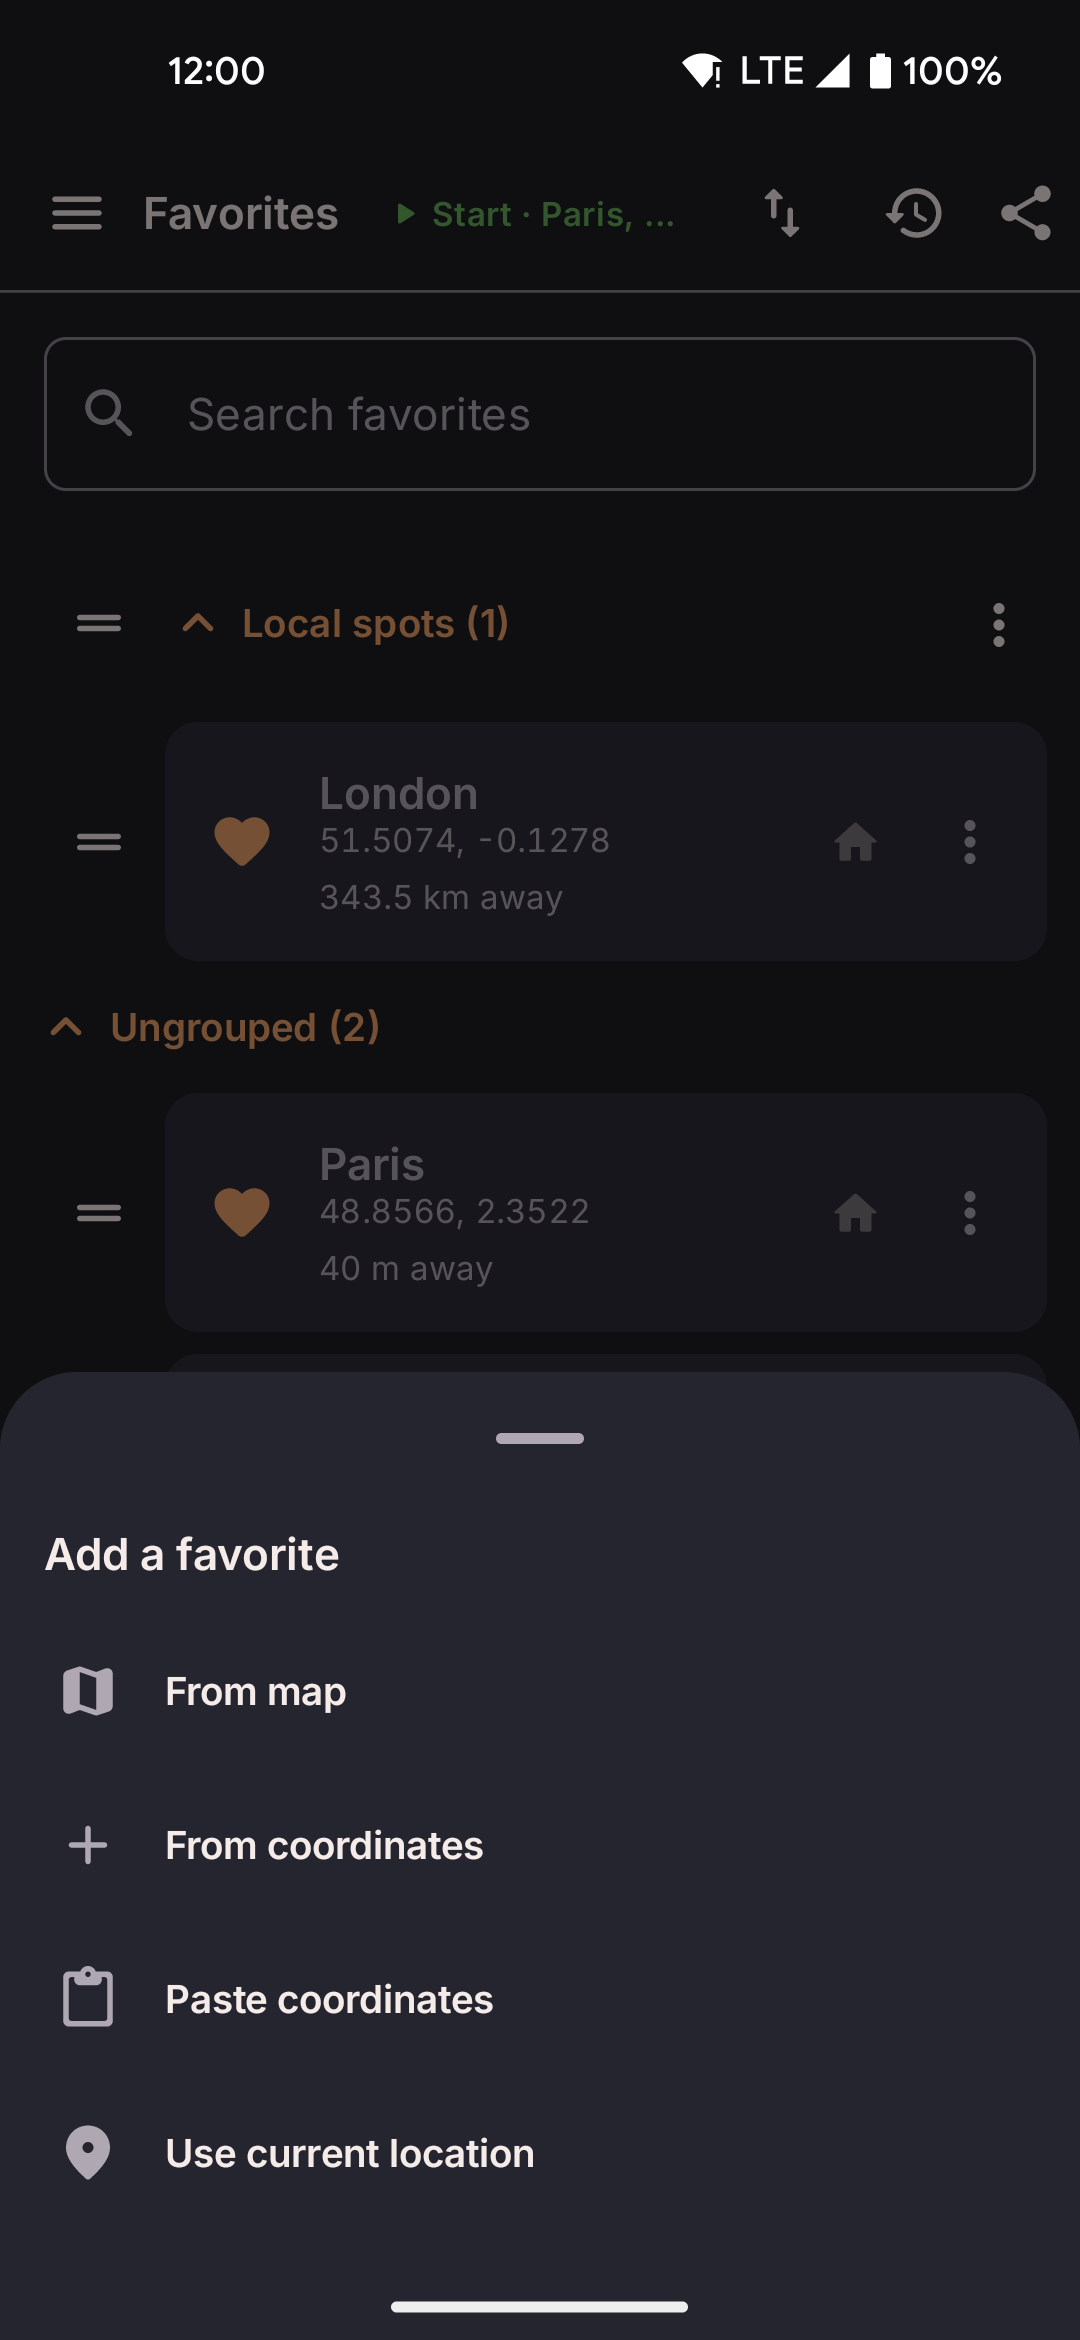 12:00
LTE 100%
Favorites
Start · Paris, ...
Search favorites
Local spots (1)
London
51.5074, -0.1278
343.5 km away
Ungrouped (2)
Paris
48.8566, 2.3522
40 m away
Add a favorite
From map
From coordinates
Paste coordinates
Use current location